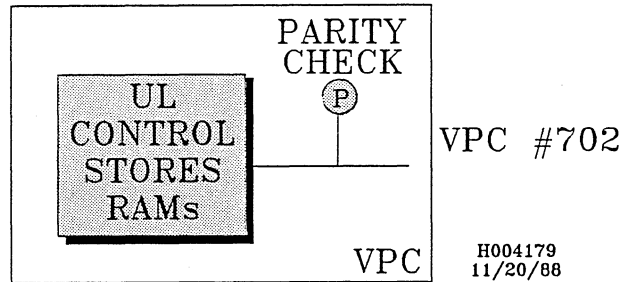 PARITY
CHECK
P
UL
CONTROL
STORES
RAMs
VPC #702
VPC
H004179
11/20/88